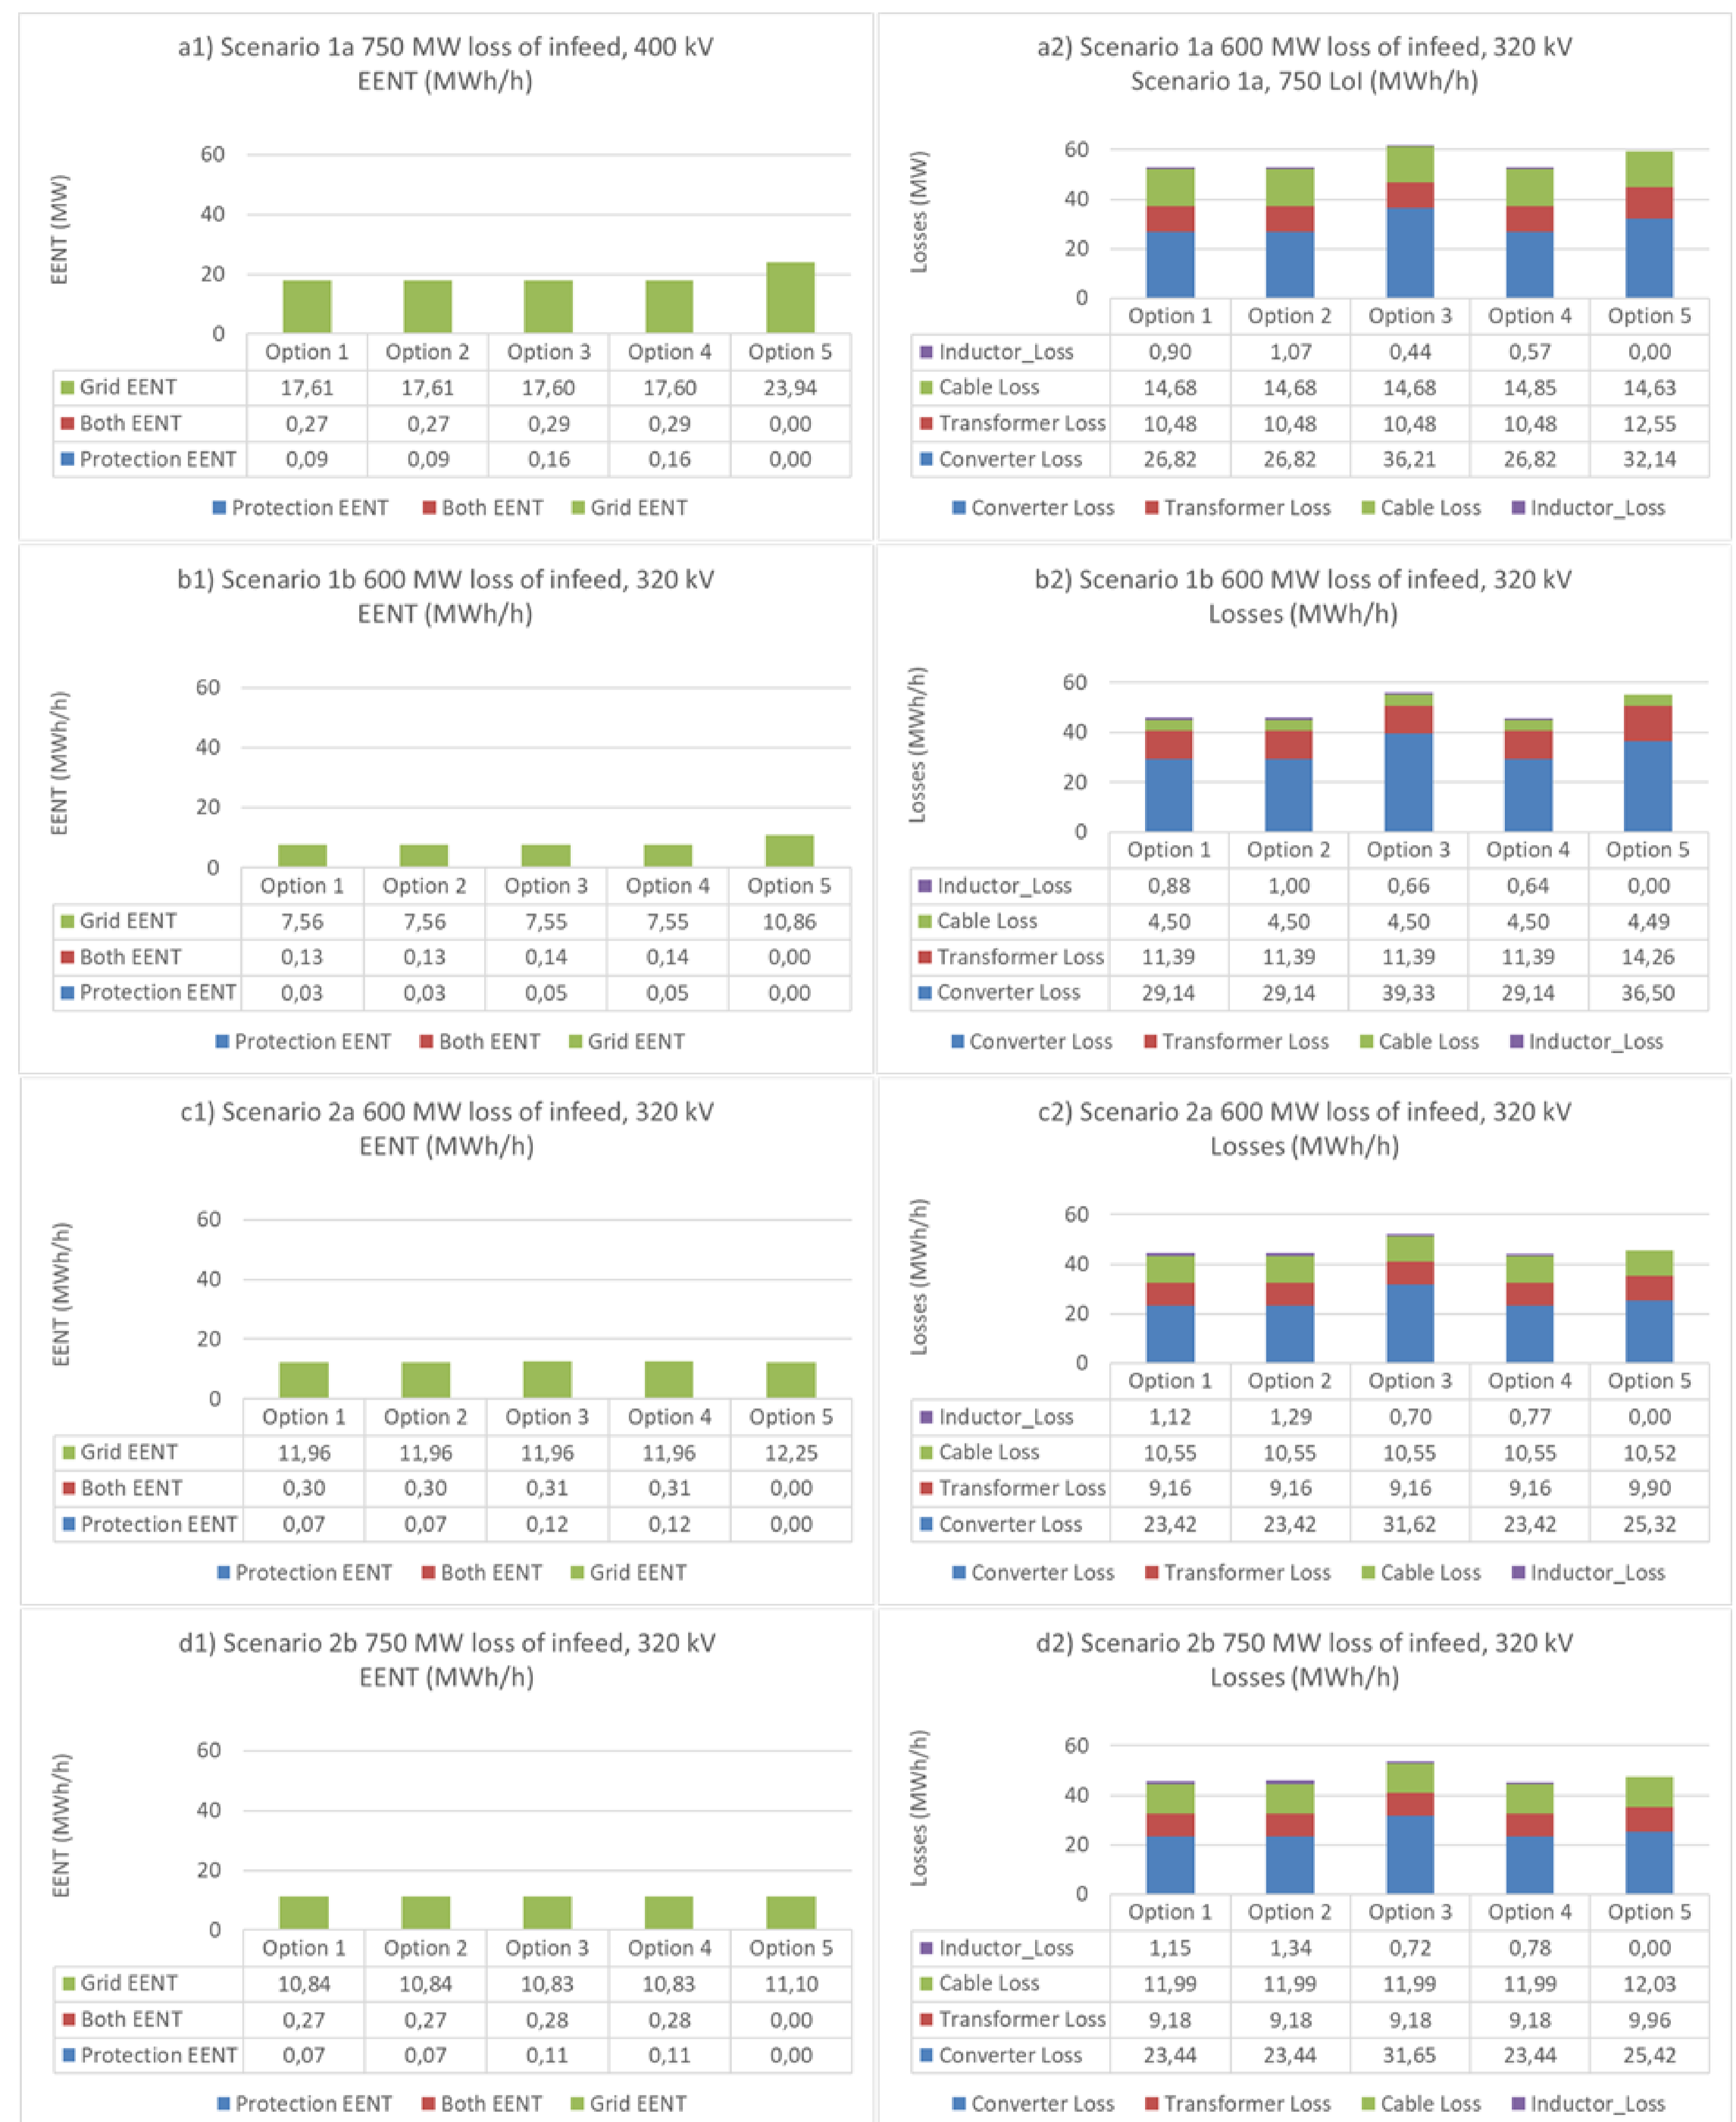 a1) Scenario 1a 750 MW loss of infeed, 400 kV
EENT (MWh/h)
EENT (MW)
60
40
20
0
Option 1 Option 2 Option 3 Option 4 Option 5
Grid EENT 17,61 17,61 17,60 17,60 23,94
Both EENT 0,27 0,27 0,29 0,29 0,00
Protection EENT 0,09 0,09 0,16 0,16 0,00
Protection EENT Both EENT Grid EENT
a2) Scenario 1a 600 MW loss of infeed, 320 kV
Scenario 1a, 750 LoI (MWh/h)
Losses (MW)
60
40
20
0
Option 1 Option 2 Option 3 Option 4 Option 5
Inductor_Loss 0,90 1,07 0,44 0,57 0,00
Cable Loss 14,68 14,68 14,68 14,85 14,63
Transformer Loss 10,48 10,48 10,48 10,48 12,55
Converter Loss 26,82 26,82 36,21 26,82 32,14
Converter Loss Transformer Loss Cable Loss Inductor_Loss
b1) Scenario 1b 600 MW loss of infeed, 320 kV
EENT (MWh/h)
EENT (MWh/h)
60
40
20
0
Option 1 Option 2 Option 3 Option 4 Option 5
Grid EENT 7,56 7,56 7,55 7,55 10,86
Both EENT 0,13 0,13 0,14 0,14 0,00
Protection EENT 0,03 0,03 0,05 0,05 0,00
Protection EENT Both EENT Grid EENT
b2) Scenario 1b 600 MW loss of infeed, 320 kV
Losses (MWh/h)
Losses (MWh/h)
60
40
20
0
Option 1 Option 2 Option 3 Option 4 Option 5
Inductor_Loss 0,88 1,00 0,66 0,64 0,00
Cable Loss 4,50 4,50 4,50 4,50 4,49
Transformer Loss 11,39 11,39 11,39 11,39 14,26
Converter Loss 29,14 29,14 39,33 29,14 36,50
Converter Loss Transformer Loss Cable Loss Inductor_Loss
c1) Scenario 2a 600 MW loss of infeed, 320 kV
EENT (MWh/h)
EENT (MWh/h)
60
40
20
0
Option 1 Option 2 Option 3 Option 4 Option 5
Grid EENT 11,96 11,96 11,96 11,96 12,25
Both EENT 0,30 0,30 0,31 0,31 0,00
Protection EENT 0,07 0,07 0,12 0,12 0,00
Protection EENT Both EENT Grid EENT
c2) Scenario 2a 600 MW loss of infeed, 320 kV
Losses (MWh/h)
Losses (MWh/h)
60
40
20
0
Option 1 Option 2 Option 3 Option 4 Option 5
Inductor_Loss 1,12 1,29 0,70 0,77 0,00
Cable Loss 10,55 10,55 10,55 10,55 10,52
Transformer Loss 9,16 9,16 9,16 9,16 9,90
Converter Loss 23,42 23,42 31,62 23,42 25,32
Converter Loss Transformer Loss Cable Loss Inductor_Loss
d1) Scenario 2b 750 MW loss of infeed, 320 kV
EENT (MWh/h)
EENT (MWh/h)
60
40
20
0
Option 1 Option 2 Option 3 Option 4 Option 5
Grid EENT 10,84 10,84 10,83 10,83 11,10
Both EENT 0,27 0,27 0,28 0,28 0,00
Protection EENT 0,07 0,07 0,11 0,11 0,00
Protection EENT Both EENT Grid EENT
d2) Scenario 2b 750 MW loss of infeed, 320 kV
Losses (MWh/h)
Losses (MWh/h)
60
40
20
0
Option 1 Option 2 Option 3 Option 4 Option 5
Inductor_Loss 1,15 1,34 0,72 0,78 0,00
Cable Loss 11,99 11,99 11,99 11,99 12,03
Transformer Loss 9,18 9,18 9,18 9,18 9,96
Converter Loss 23,44 23,44 31,65 23,44 25,42
Converter Loss Transformer Loss Cable Loss Inductor_Loss